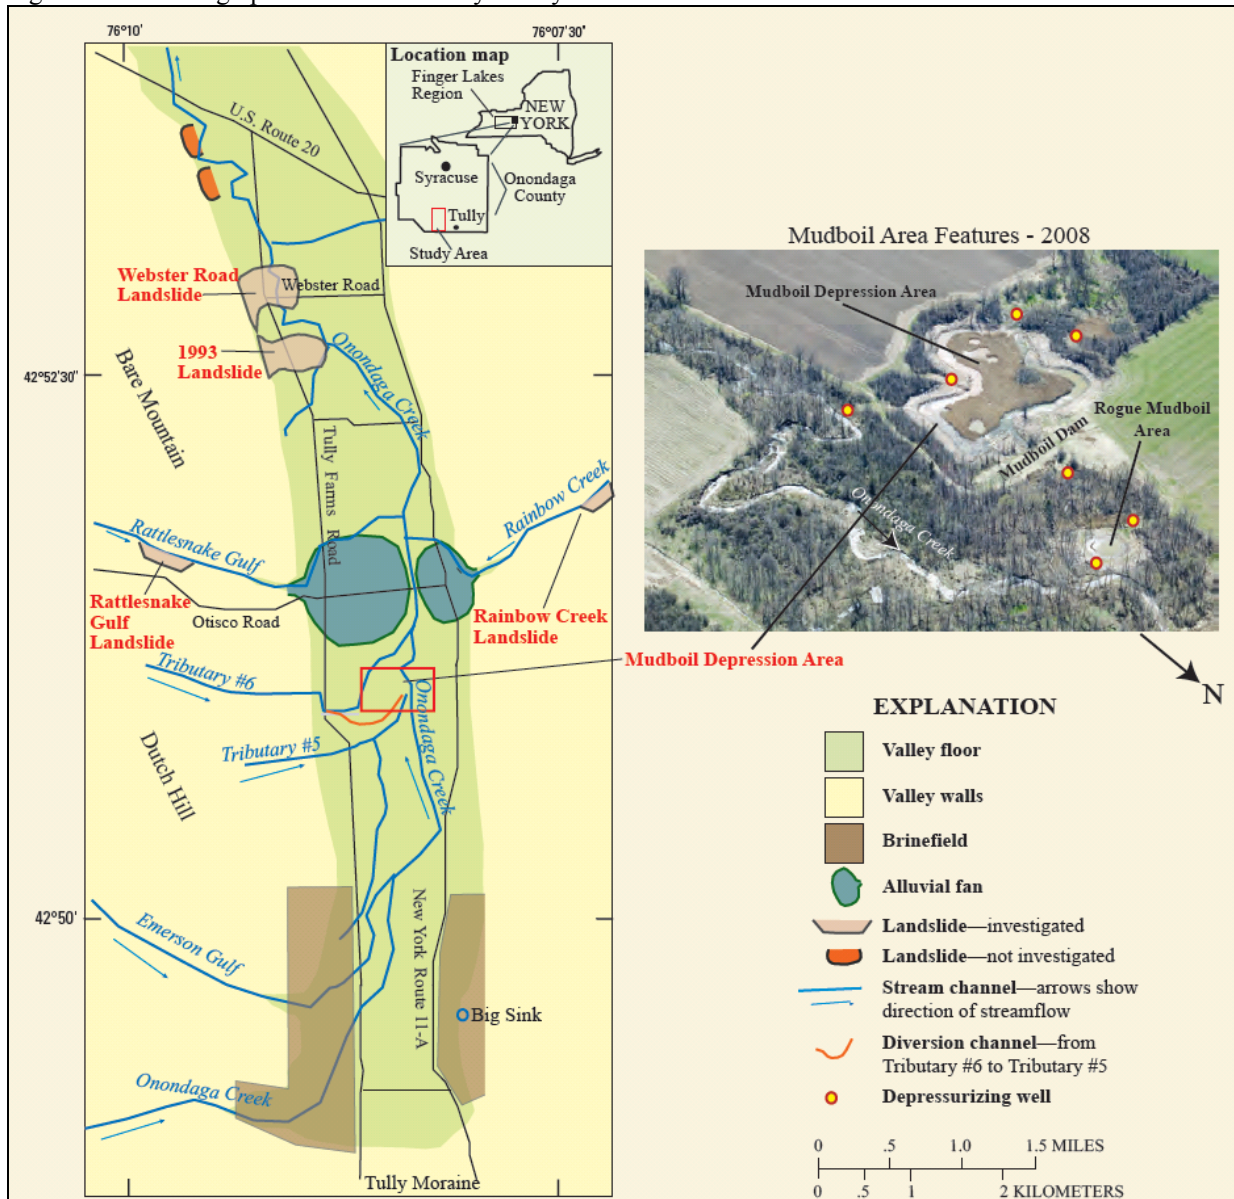 76°10'
76°07'30"
Location map
Finger Lakes
Region
NEW
YORK
Syracuse
Onondaga
County
Tully
Study Area
U.S. Route 20
Webster Road
Landslide
Webster Road
1993
Landslide
Onondaga Creek
42°52'30"
Bare Mountain
Tully Farms Road
Rattlesnake Gulf
Rainbow Creek
Rattlesnake
Gulf
Landslide
Otisco Road
Rainbow Creek
Landslide
Tributary #6
Mudboil Depression Area
Onondaga Creek
Tributary #5
Dutch Hill
42°50'
Emerson Gulf
New York Route 11-A
Big Sink
Onondaga Creek
Tully Moraine
Mudboil Area Features - 2008
Mudboil Depression Area
Rogue Mudboil
Area
Mudboil Dam
Onondaga Creek
N
EXPLANATION
Valley floor
Valley walls
Brinefield
Alluvial fan
Landslide—investigated
Landslide—not investigated
Stream channel—arrows show
direction of streamflow
Diversion channel—from
Tributary #6 to Tributary #5
Depressurizing well
0 .5 1.0 1.5 MILES
0 .5 1 2 KILOMETERS